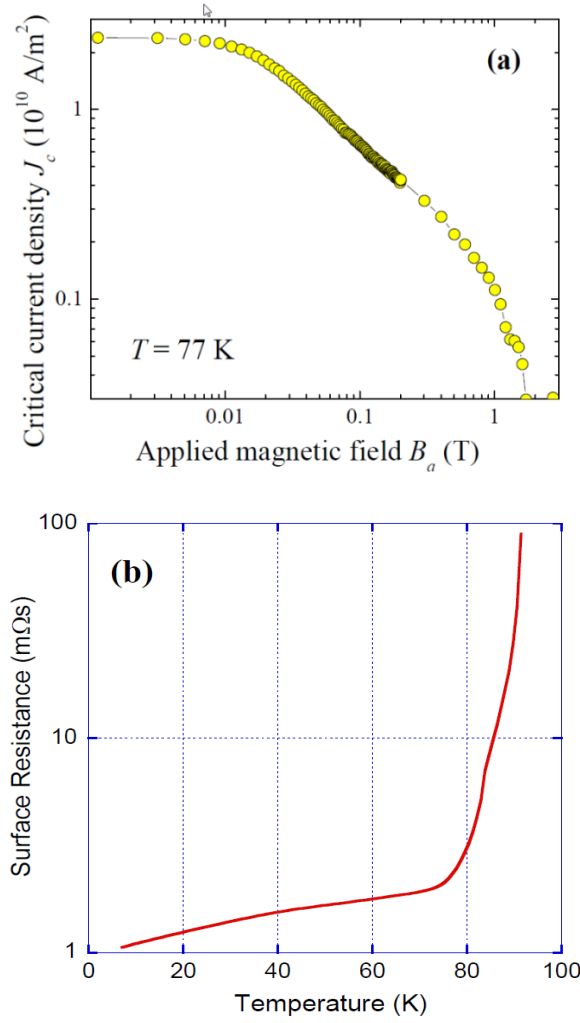 (a)
Critical current density J_c (10^10 A/m^2)
1
0.1
T = 77 K
0.01 0.1 1
Applied magnetic field B_a (T)
(b)
Surface Resistance (mΩs)
100
10
1
0 20 40 60 80 100
Temperature (K)